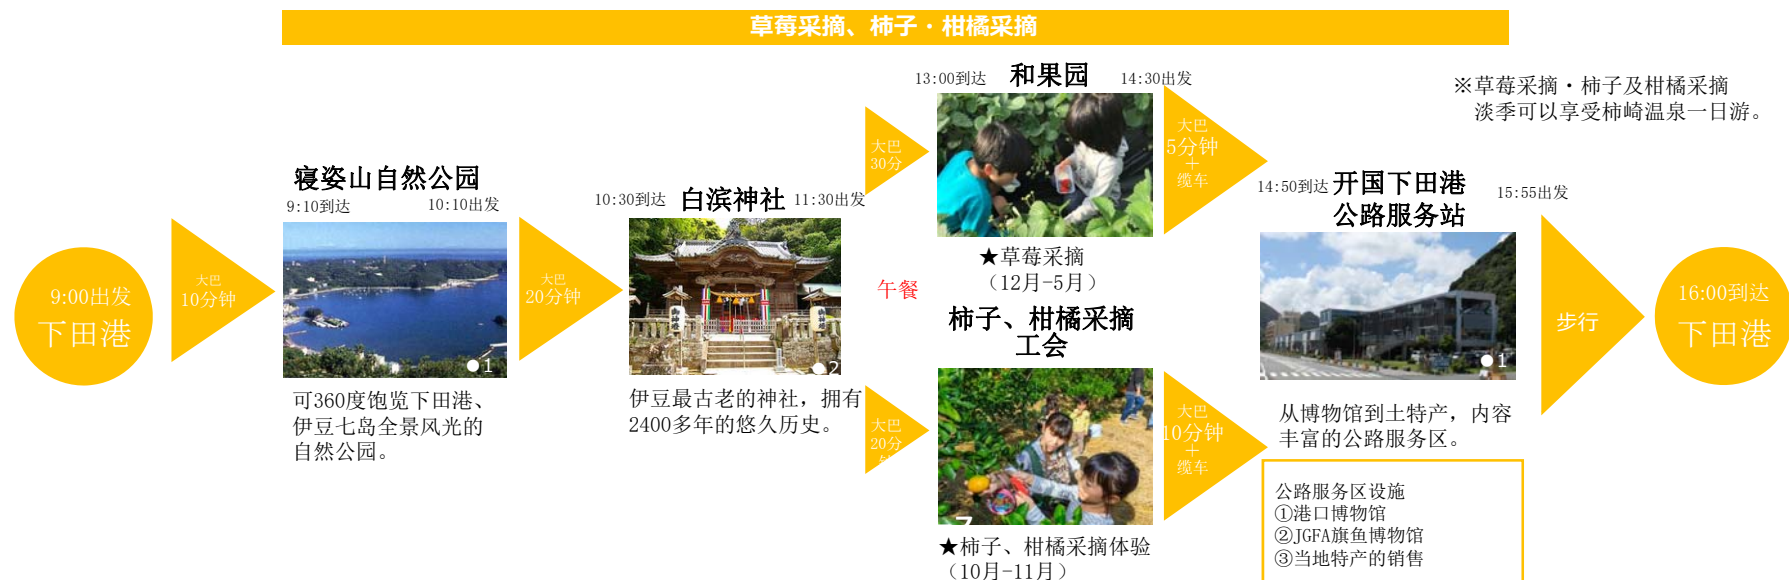 草莓采摘、柿子・柑橘采摘
※草莓采摘・柿子及柑橘采摘
淡季可以享受柿崎温泉一日游。
9:00出发
下田港
大巴
10分钟
寝姿山自然公园
9:10到达
10:10出发
●1
可360度饱览下田港、
伊豆七岛全景风光的
自然公园。
大巴
20分钟
10:30到达 白滨神社 11:30出发
御神燈
御神燈
●2
伊豆最古老的神社，拥有
2400多年的悠久历史。
午餐
大巴
30分
13:00到达 和果园 14:30出发
★草莓采摘
（12月-5月）
大巴
5分钟
＋
缆车
大巴
20分
柿子、柑橘采摘
工会
7
★柿子、柑橘采摘体验
（10月-11月）
大巴
10分钟
＋
缆车
14:50到达 开国下田港
公路服务站
15:55出发
●1
从博物馆到土特产，内容
丰富的公路服务区。
公路服务区设施
①港口博物馆
②JGFA旗鱼博物馆
③当地特产的销售
步行
16:00到达
下田港